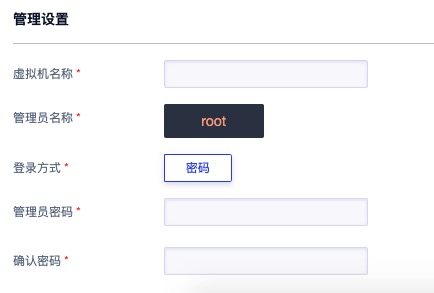 管理设置
虚拟机名称 *
管理员名称 * root
登录方式 * 密码
管理员密码 *
确认密码 *